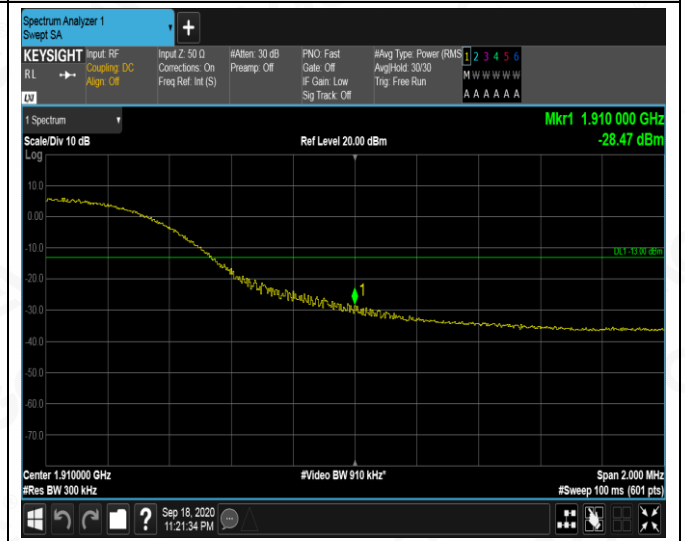 Spectrum Analyzer 1
Swept SA
KEYSIGHT
RL
LXI
Input: RF
Coupling: DC
Align: Off
Input Z: 50 Ω
Corrections: On
Freq Ref: Int (S)
#Atten: 30 dB
Preamp: Off
PNO: Fast
Gate: Off
IF Gain: Low
Sig Track: Off
#Avg Type: Power (RMS
Avg|Hold: 30/30
Trig: Free Run
1 2 3 4 5 6
M W W W W W
A A A A A A
1 Spectrum
Mkr1 1.910 000 GHz
Scale/Div 10 dB
Ref Level 20.00 dBm
-28.47 dBm
Log
10.0
0.00
-10.0
DL1 -13.00 dBm
-20.0
1
-30.0
-40.0
-50.0
-60.0
-70.0
Center 1.910000 GHz
#Video BW 910 kHz*
Span 2.000 MHz
#Res BW 300 kHz
#Sweep 100 ms (601 pts)
?
Sep 18, 2020
11:21:34 PM